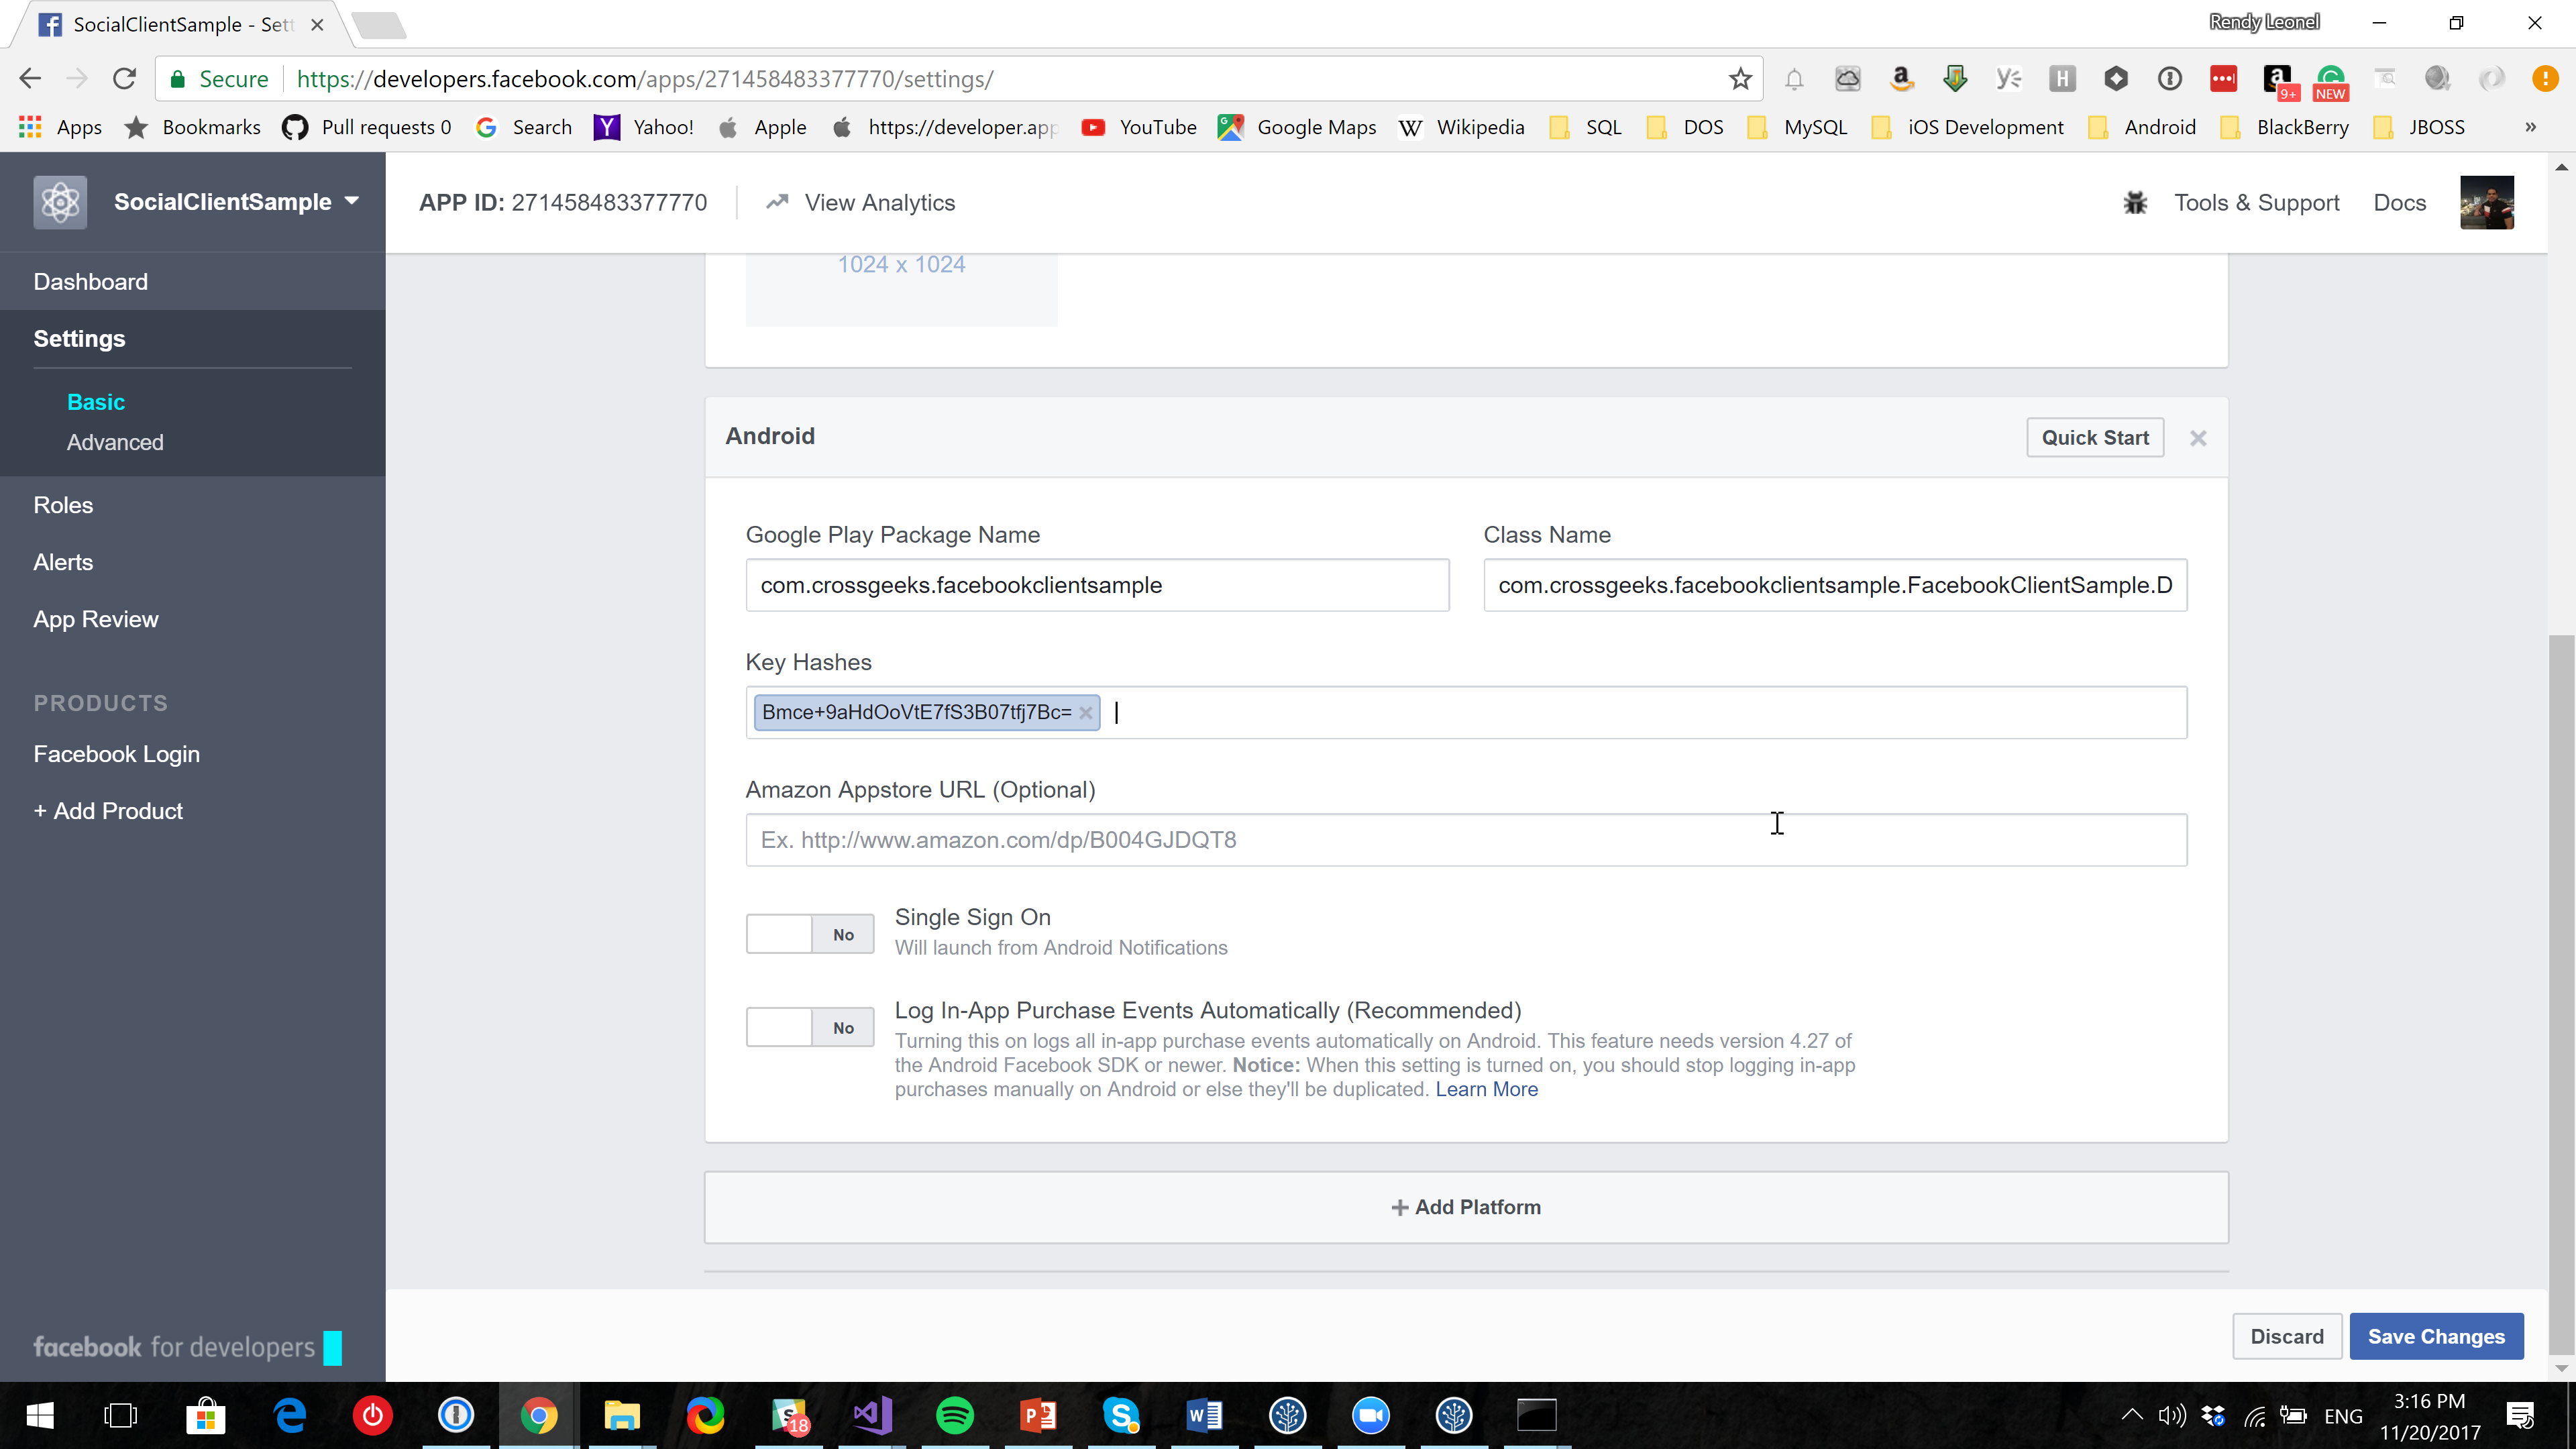 SocialClientSample - Sett
Rendy Leonel
Secure https://developers.facebook.com/apps/271458483377770/settings/
9+ NEW
Apps Bookmarks Pull requests 0 Search Yahoo! Apple https://developer.app YouTube Google Maps Wikipedia SQL DOS MySQL iOS Development Android BlackBerry JBOSS »
SocialClientSample
APP ID: 271458483377770 View Analytics Tools & Support Docs
Dashboard
Settings
Basic
Advanced
Roles
Alerts
App Review
PRODUCTS
Facebook Login
+ Add Product
facebook for developers
1024 x 1024
Android Quick Start
Google Play Package Name Class Name
com.crossgeeks.facebookclientsample com.crossgeeks.facebookclientsample.FacebookClientSample.D
Key Hashes
Bmce+9aHdOoVtE7fS3B07tfj7Bc=
Amazon Appstore URL (Optional)
Ex. http://www.amazon.com/dp/B004GJDQT8
No Single Sign On
Will launch from Android Notifications
No Log In-App Purchase Events Automatically (Recommended)
Turning this on logs all in-app purchase events automatically on Android. This feature needs version 4.27 of
the Android Facebook SDK or newer. Notice: When this setting is turned on, you should stop logging in-app
purchases manually on Android or else they'll be duplicated. Learn More
+ Add Platform
Discard Save Changes
18
ENG
3:16 PM
11/20/2017